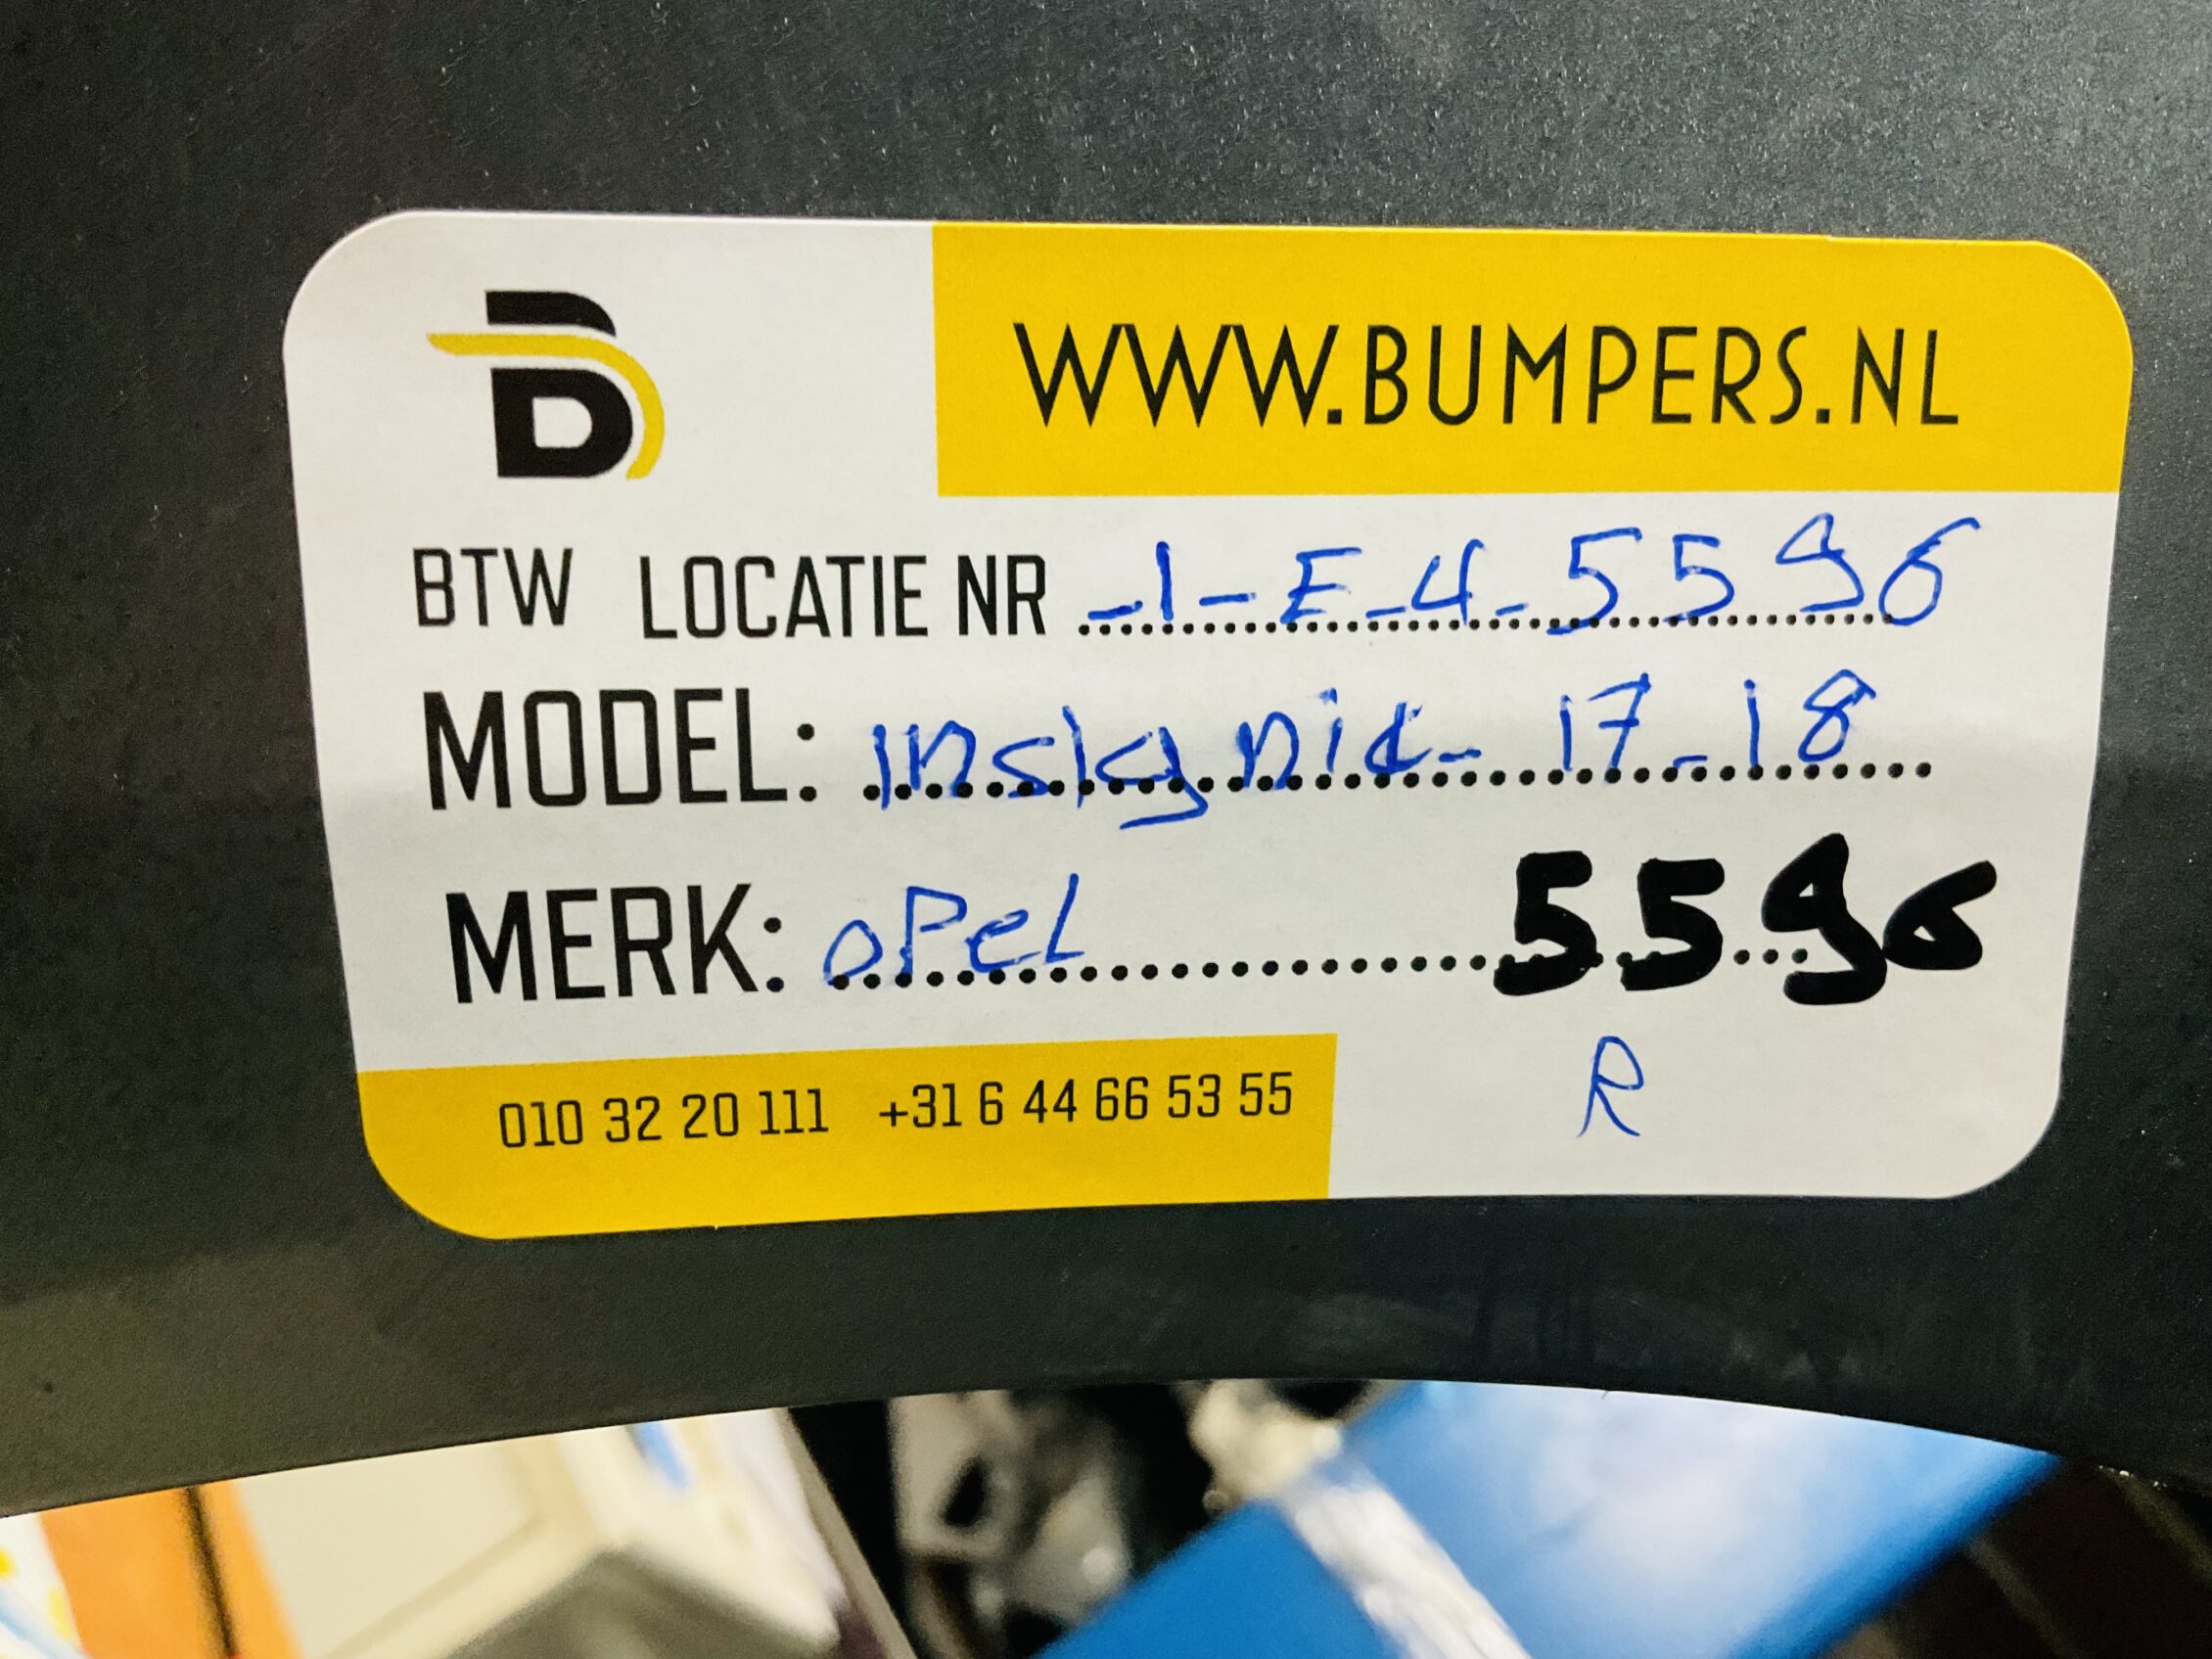 WWW.BUMPERS.NL
BTW LOCATIE NR -1-E-4-5596
MODEL: Insignia-17-18
MERK: oPeL 5596
R
010 32 20 111 +31 6 44 66 53 55